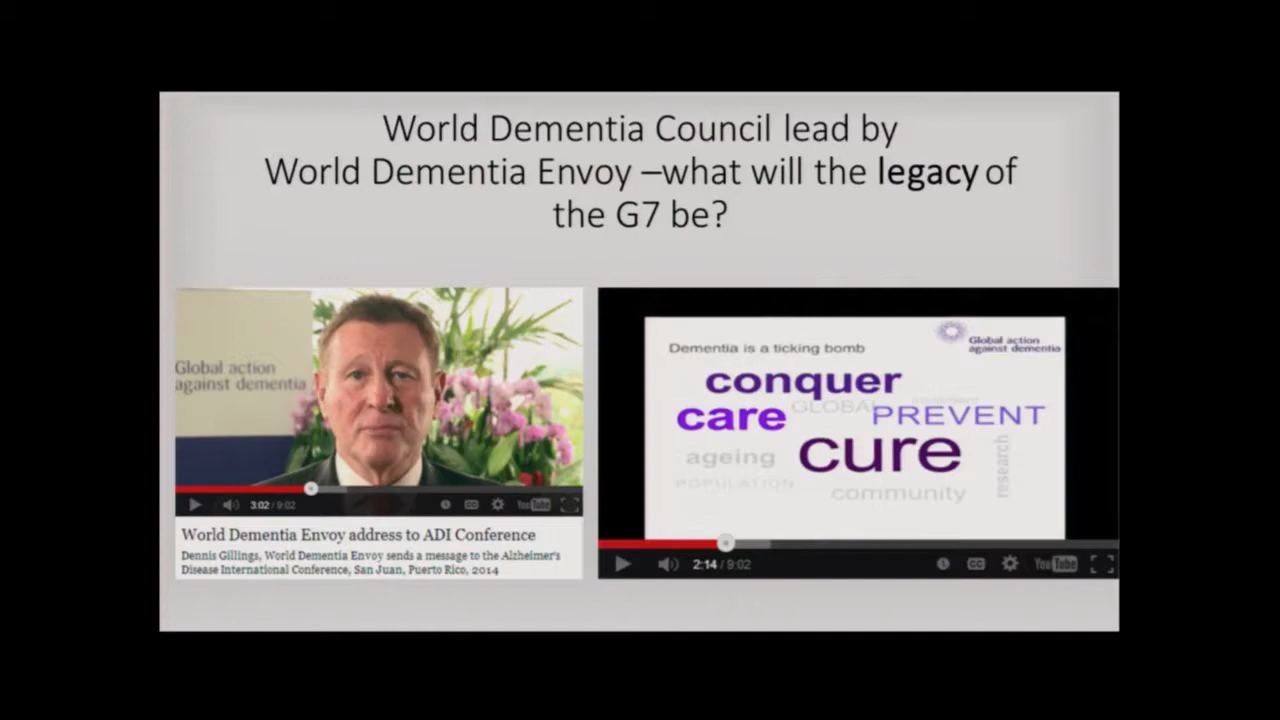 World Dementia Council lead by
World Dementia Envoy –what will the legacy of
the G7 be?
Global action
against dementia
3:02 / 9:02
YouTube
World Dementia Envoy address to ADI Conference
Dennis Gillings, World Dementia Envoy sends a message to the Alzheimer's
Disease International Conference, San Juan, Puerto Rico, 2014
Global action
against dementia
Dementia is a ticking bomb
conquer
care
GLOBAL
PREVENT
cure
ageing
research
POPULATION
community
2:14 / 9:02
CC
YouTube